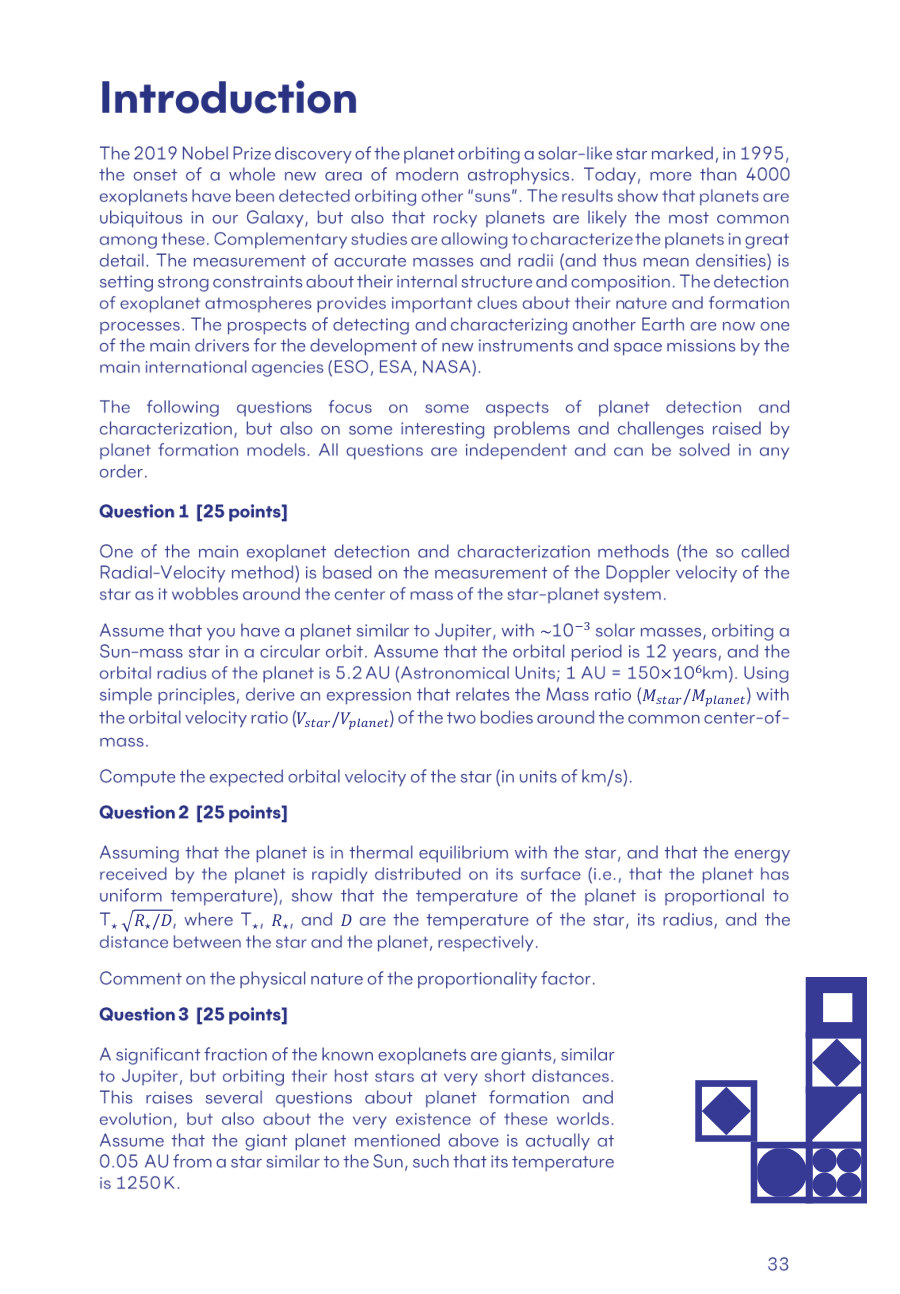 Introduction
The 2019 Nobel Prize discovery of the planet orbiting a solar-like star marked, in 1995,
the onset of a whole new area of modern astrophysics. Today, more than 4000
exoplanets have been detected orbiting other "suns". The results show that planets are
ubiquitous in our Galaxy, but also that rocky planets are likely the most common
among these. Complementary studies are allowing to characterize the planets in great
detail. The measurement of accurate masses and radii (and thus mean densities) is
setting strong constraints about their internal structure and composition. The detection
of exoplanet atmospheres provides important clues about their nature and formation
processes. The prospects of detecting and characterizing another Earth are now one
of the main drivers for the development of new instruments and space missions by the
main international agencies (ESO, ESA, NASA).
The following questions focus on some aspects of planet detection and
characterization, but also on some interesting problems and challenges raised by
planet formation models. All questions are independent and can be solved in any
order.
Question 1 [25 points]
One of the main exoplanet detection and characterization methods (the so called
Radial-Velocity method) is based on the measurement of the Doppler velocity of the
star as it wobbles around the center of mass of the star-planet system.
Assume that you have a planet similar to Jupiter, with ~10⁻³ solar masses, orbiting a
Sun-mass star in a circular orbit. Assume that the orbital period is 12 years, and the
orbital radius of the planet is 5.2 AU (Astronomical Units; 1 AU = 150×10⁶km). Using
simple principles, derive an expression that relates the Mass ratio (M_star/M_planet) with
the orbital velocity ratio (V_star/V_planet) of the two bodies around the common center-of-
mass.
Compute the expected orbital velocity of the star (in units of km/s).
Question 2 [25 points]
Assuming that the planet is in thermal equilibrium with the star, and that the energy
received by the planet is rapidly distributed on its surface (i.e., that the planet has
uniform temperature), show that the temperature of the planet is proportional to
T⋆ √(R⋆/D), where T⋆, R⋆, and D are the temperature of the star, its radius, and the
distance between the star and the planet, respectively.
Comment on the physical nature of the proportionality factor.
Question 3 [25 points]
A significant fraction of the known exoplanets are giants, similar
to Jupiter, but orbiting their host stars at very short distances.
This raises several questions about planet formation and
evolution, but also about the very existence of these worlds.
Assume that the giant planet mentioned above is actually at
0.05 AU from a star similar to the Sun, such that its temperature
is 1250 K.
33